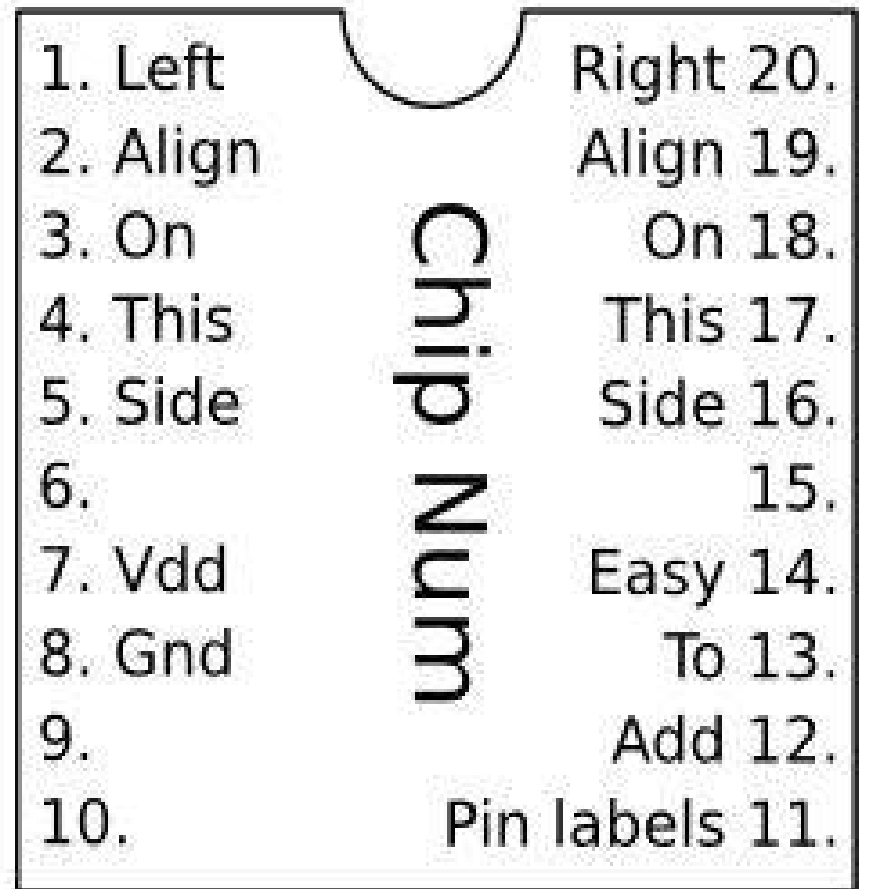 1. Left
2. Align
3. On
4. This
5. Side
6.
7. Vdd
8. Gnd
9.
10.
Chip Num
Right 20.
Align 19.
On 18.
This 17.
Side 16.
15.
Easy 14.
To 13.
Add 12.
Pin labels 11.